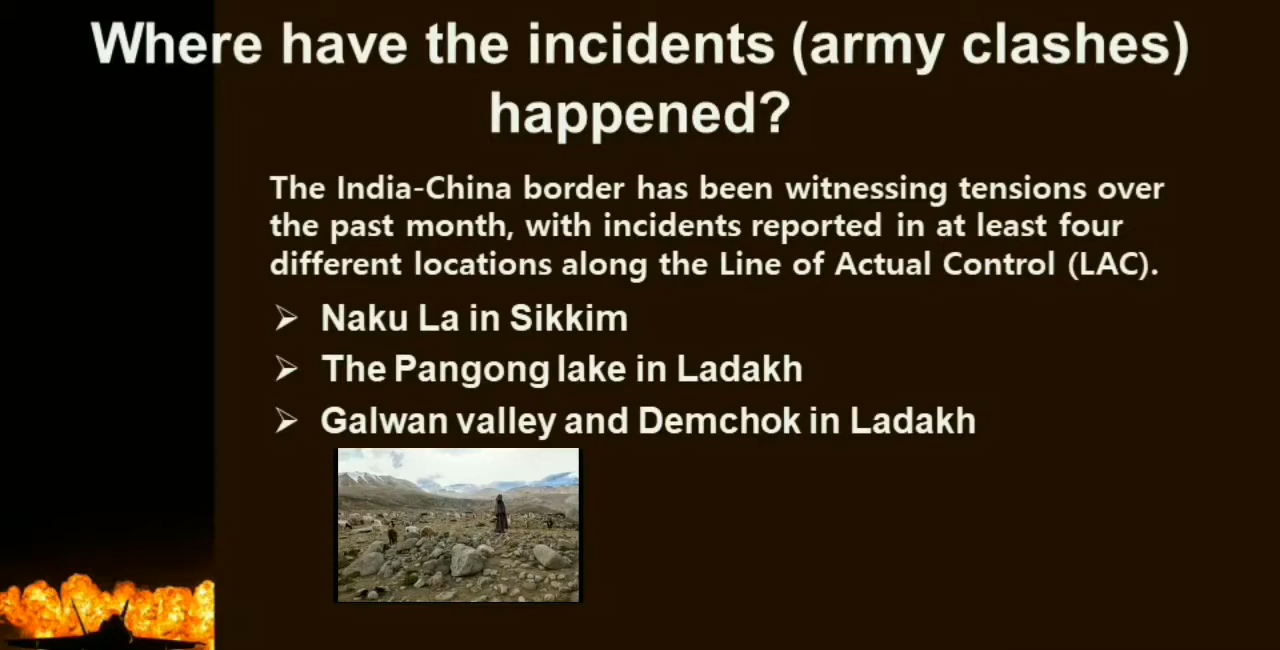 Where have the incidents (army clashes)
happened?
The India-China border has been witnessing tensions over
the past month, with incidents reported in at least four
different locations along the Line of Actual Control (LAC).
➢ Naku La in Sikkim
➢ The Pangong lake in Ladakh
➢ Galwan valley and Demchok in Ladakh